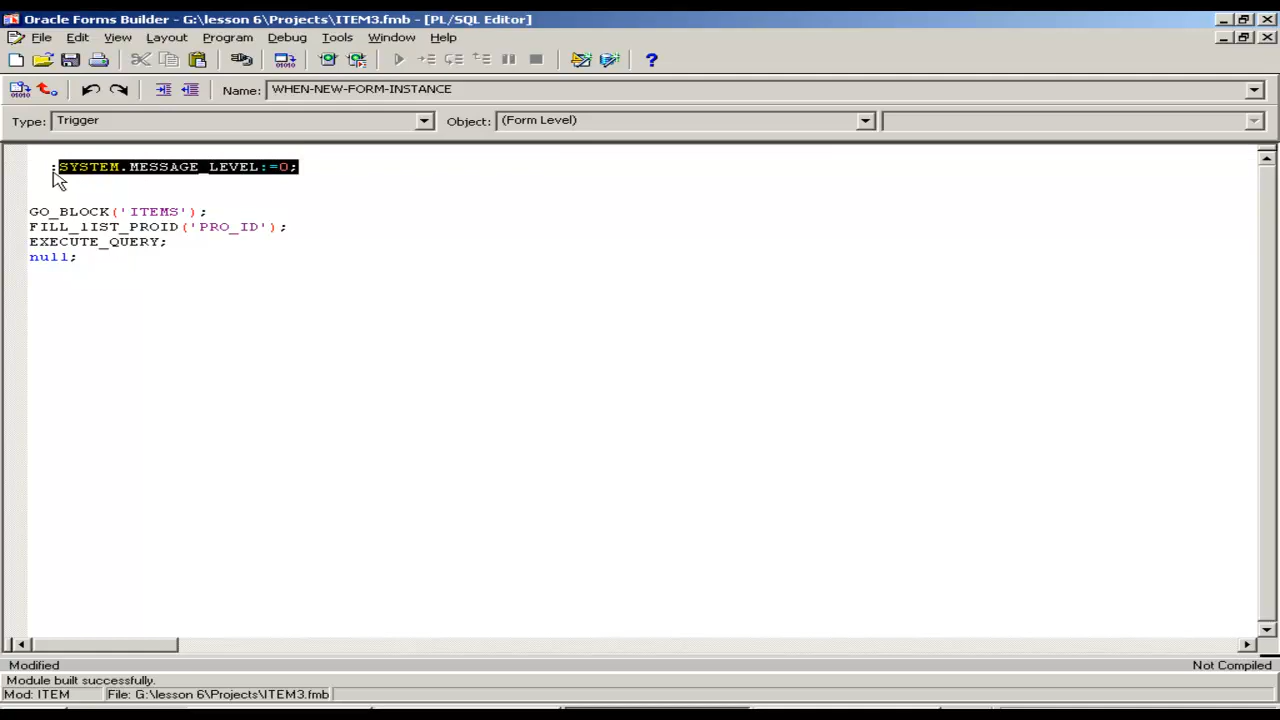 Oracle Forms Builder - G:\lesson 6\Projects\ITEM3.fmb - [PL/SQL Editor]
File Edit View Layout Program Debug Tools Window Help
Name: WHEN-NEW-FORM-INSTANCE
Type: Trigger Object: (Form Level)
:SYSTEM.MESSAGE_LEVEL:=0;
GO_BLOCK('ITEMS');
FILL_lIST_PROID('PRO_ID');
EXECUTE_QUERY;
null;
Modified Not Compiled
Module built successfully.
Mod: ITEM File: G:\lesson 6\Projects\ITEM3.fmb